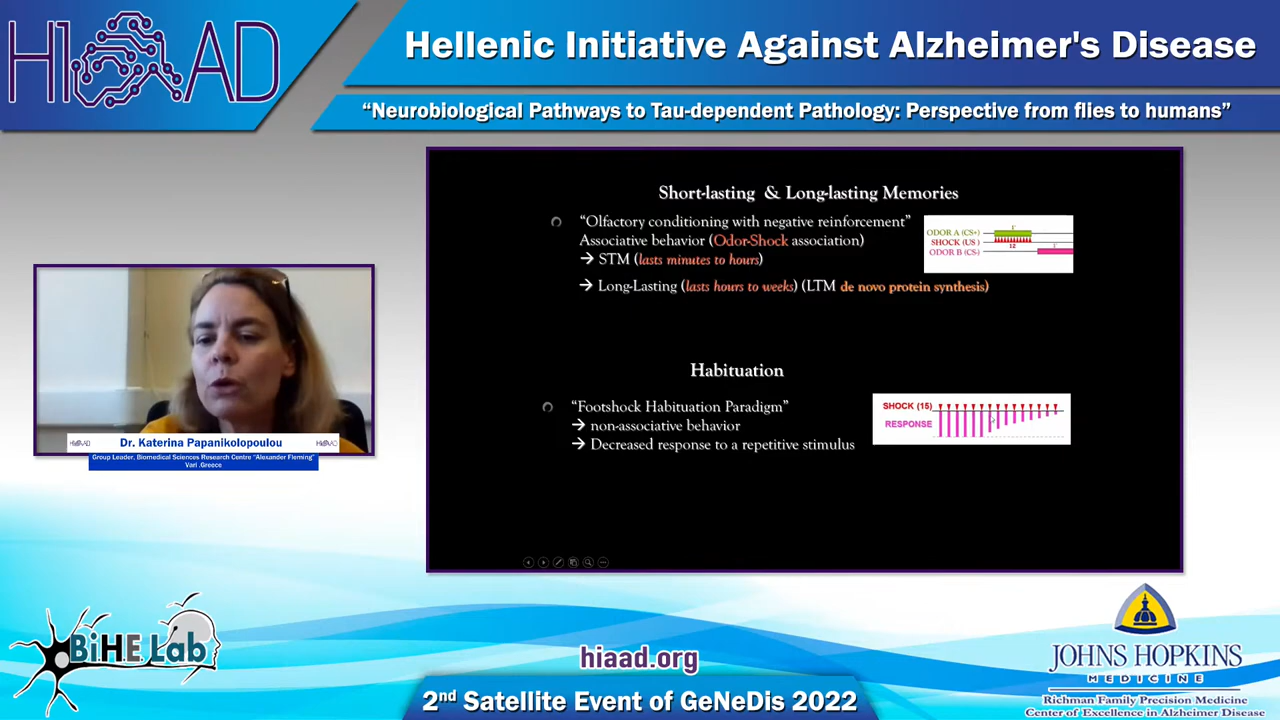 HIAAD
Hellenic Initiative Against Alzheimer's Disease
“Neurobiological Pathways to Tau-dependent Pathology: Perspective from flies to humans”
Short-lasting & Long-lasting Memories
“Olfactory conditioning with negative reinforcement”
Associative behavior (Odor-Shock association)
→ STM (lasts minutes to hours)
→ Long-Lasting (lasts hours to weeks) (LTM de novo protein synthesis)
ODOR A (CS+)
SHOCK (US)
ODOR B (CS-)
1'
12
1'
Habituation
“Footshock Habituation Paradigm”
→ non-associative behavior
→ Decreased response to a repetitive stimulus
SHOCK (15)
RESPONSE
HIAAD
Dr. Katerina Papanikolopoulou
HIAAD
Group Leader, Biomedical Sciences Research Centre “Alexander Fleming”
Vari ,Greece
BiHE Lab
hiaad.org
2nd Satellite Event of GeNeDis 2022
JOHNS HOPKINS
MEDICINE
Richman Family Precision Medicine
Center of Excellence in Alzheimer Disease